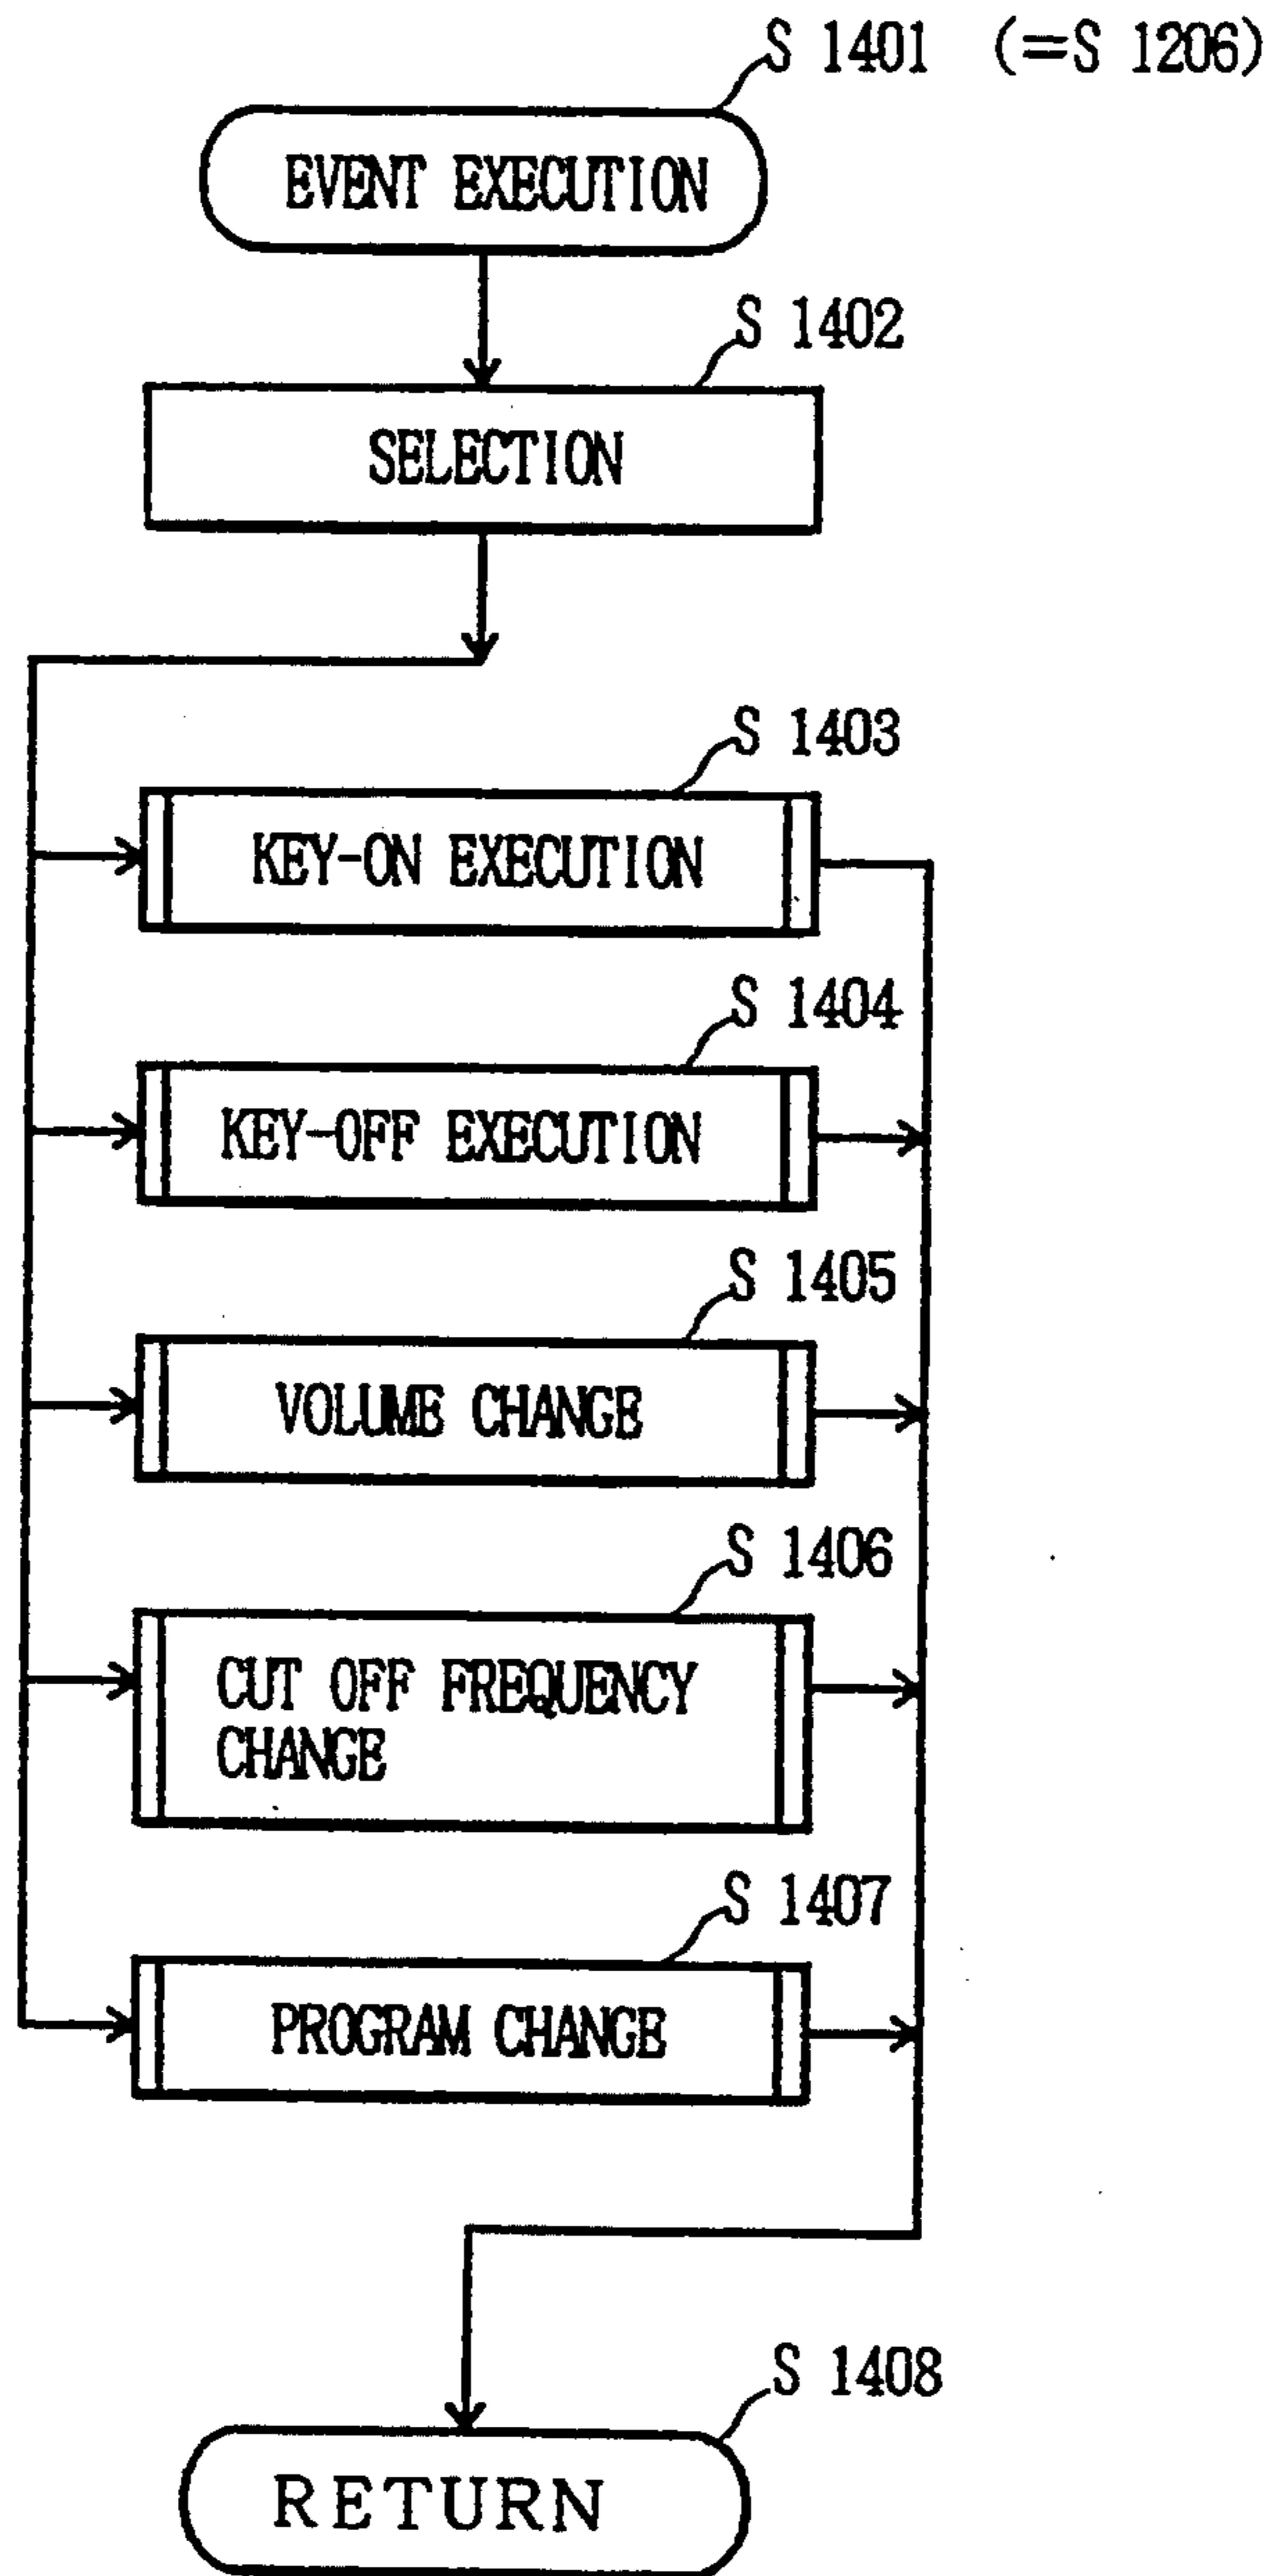 S 1401 (=S 1206)
EVENT EXECUTION
S 1402
SELECTION
S 1403
KEY-ON EXECUTION
S 1404
KEY-OFF EXECUTION
S 1405
VOLUME CHANGE
S 1406
CUT OFF FREQUENCY
CHANGE
S 1407
PROGRAM CHANGE
S 1408
RETURN